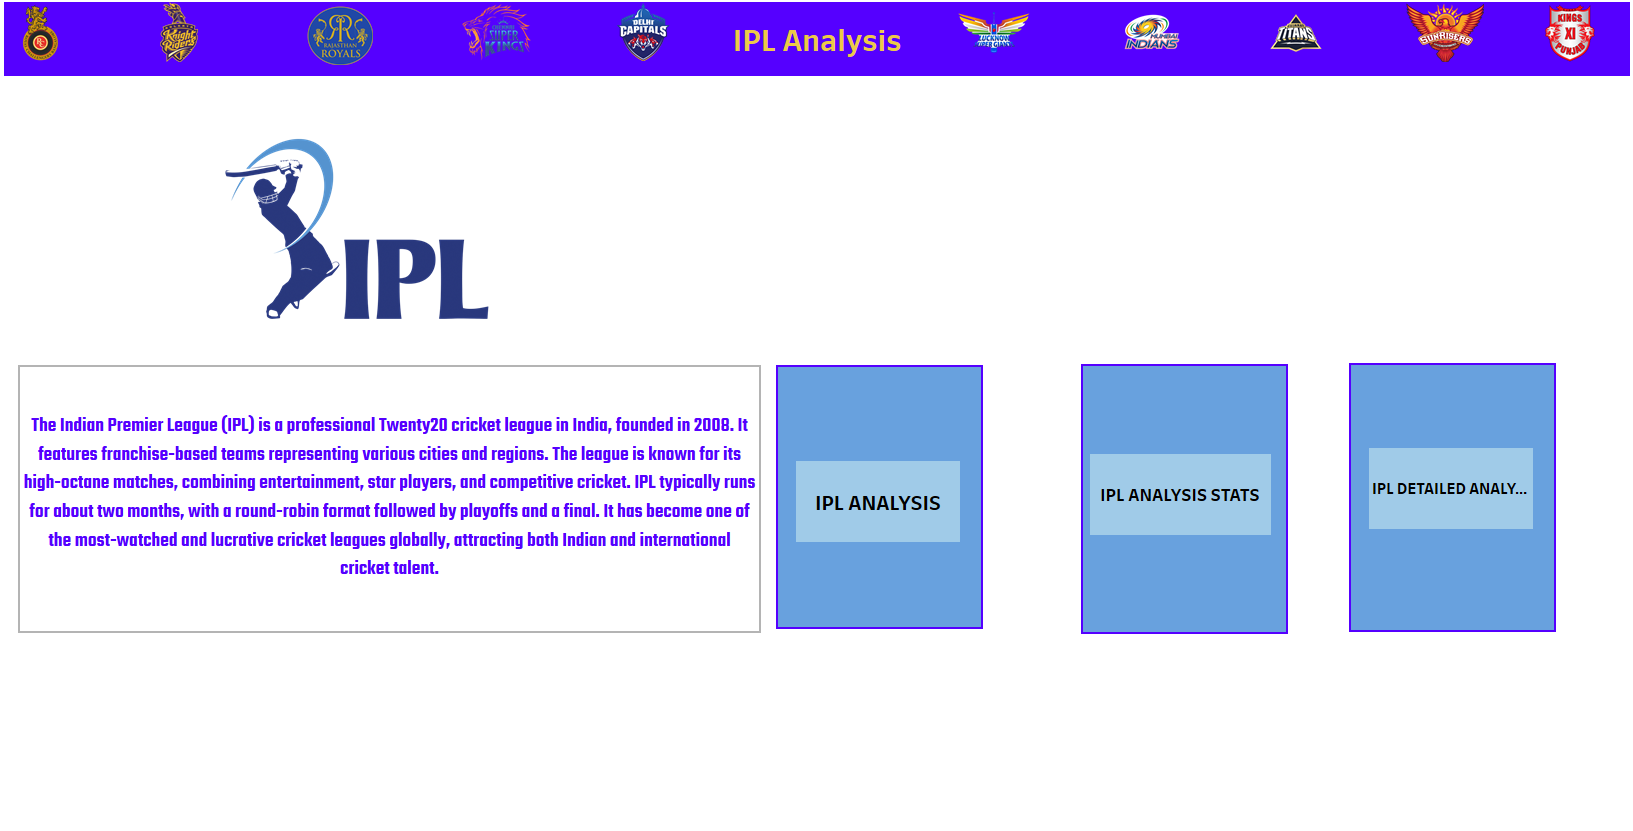 Knight
Riders
RAJASTHAN
ROYALS
CHENNAI
SUPER
KINGS
DELHI
CAPITALS
IPL Analysis
LUCKNOW
SUPER GIANTS
MUMBAI
INDIANS
TITANS
SUNRISERS
KINGS
XI
PUNJAB
IPL
The Indian Premier League (IPL) is a professional Twenty20 cricket league in India, founded in 2008. It
features franchise-based teams representing various cities and regions. The league is known for its
high-octane matches, combining entertainment, star players, and competitive cricket. IPL typically runs
for about two months, with a round-robin format followed by playoffs and a final. It has become one of
the most-watched and lucrative cricket leagues globally, attracting both Indian and international
cricket talent.
IPL ANALYSIS
IPL ANALYSIS STATS
IPL DETAILED ANALY...